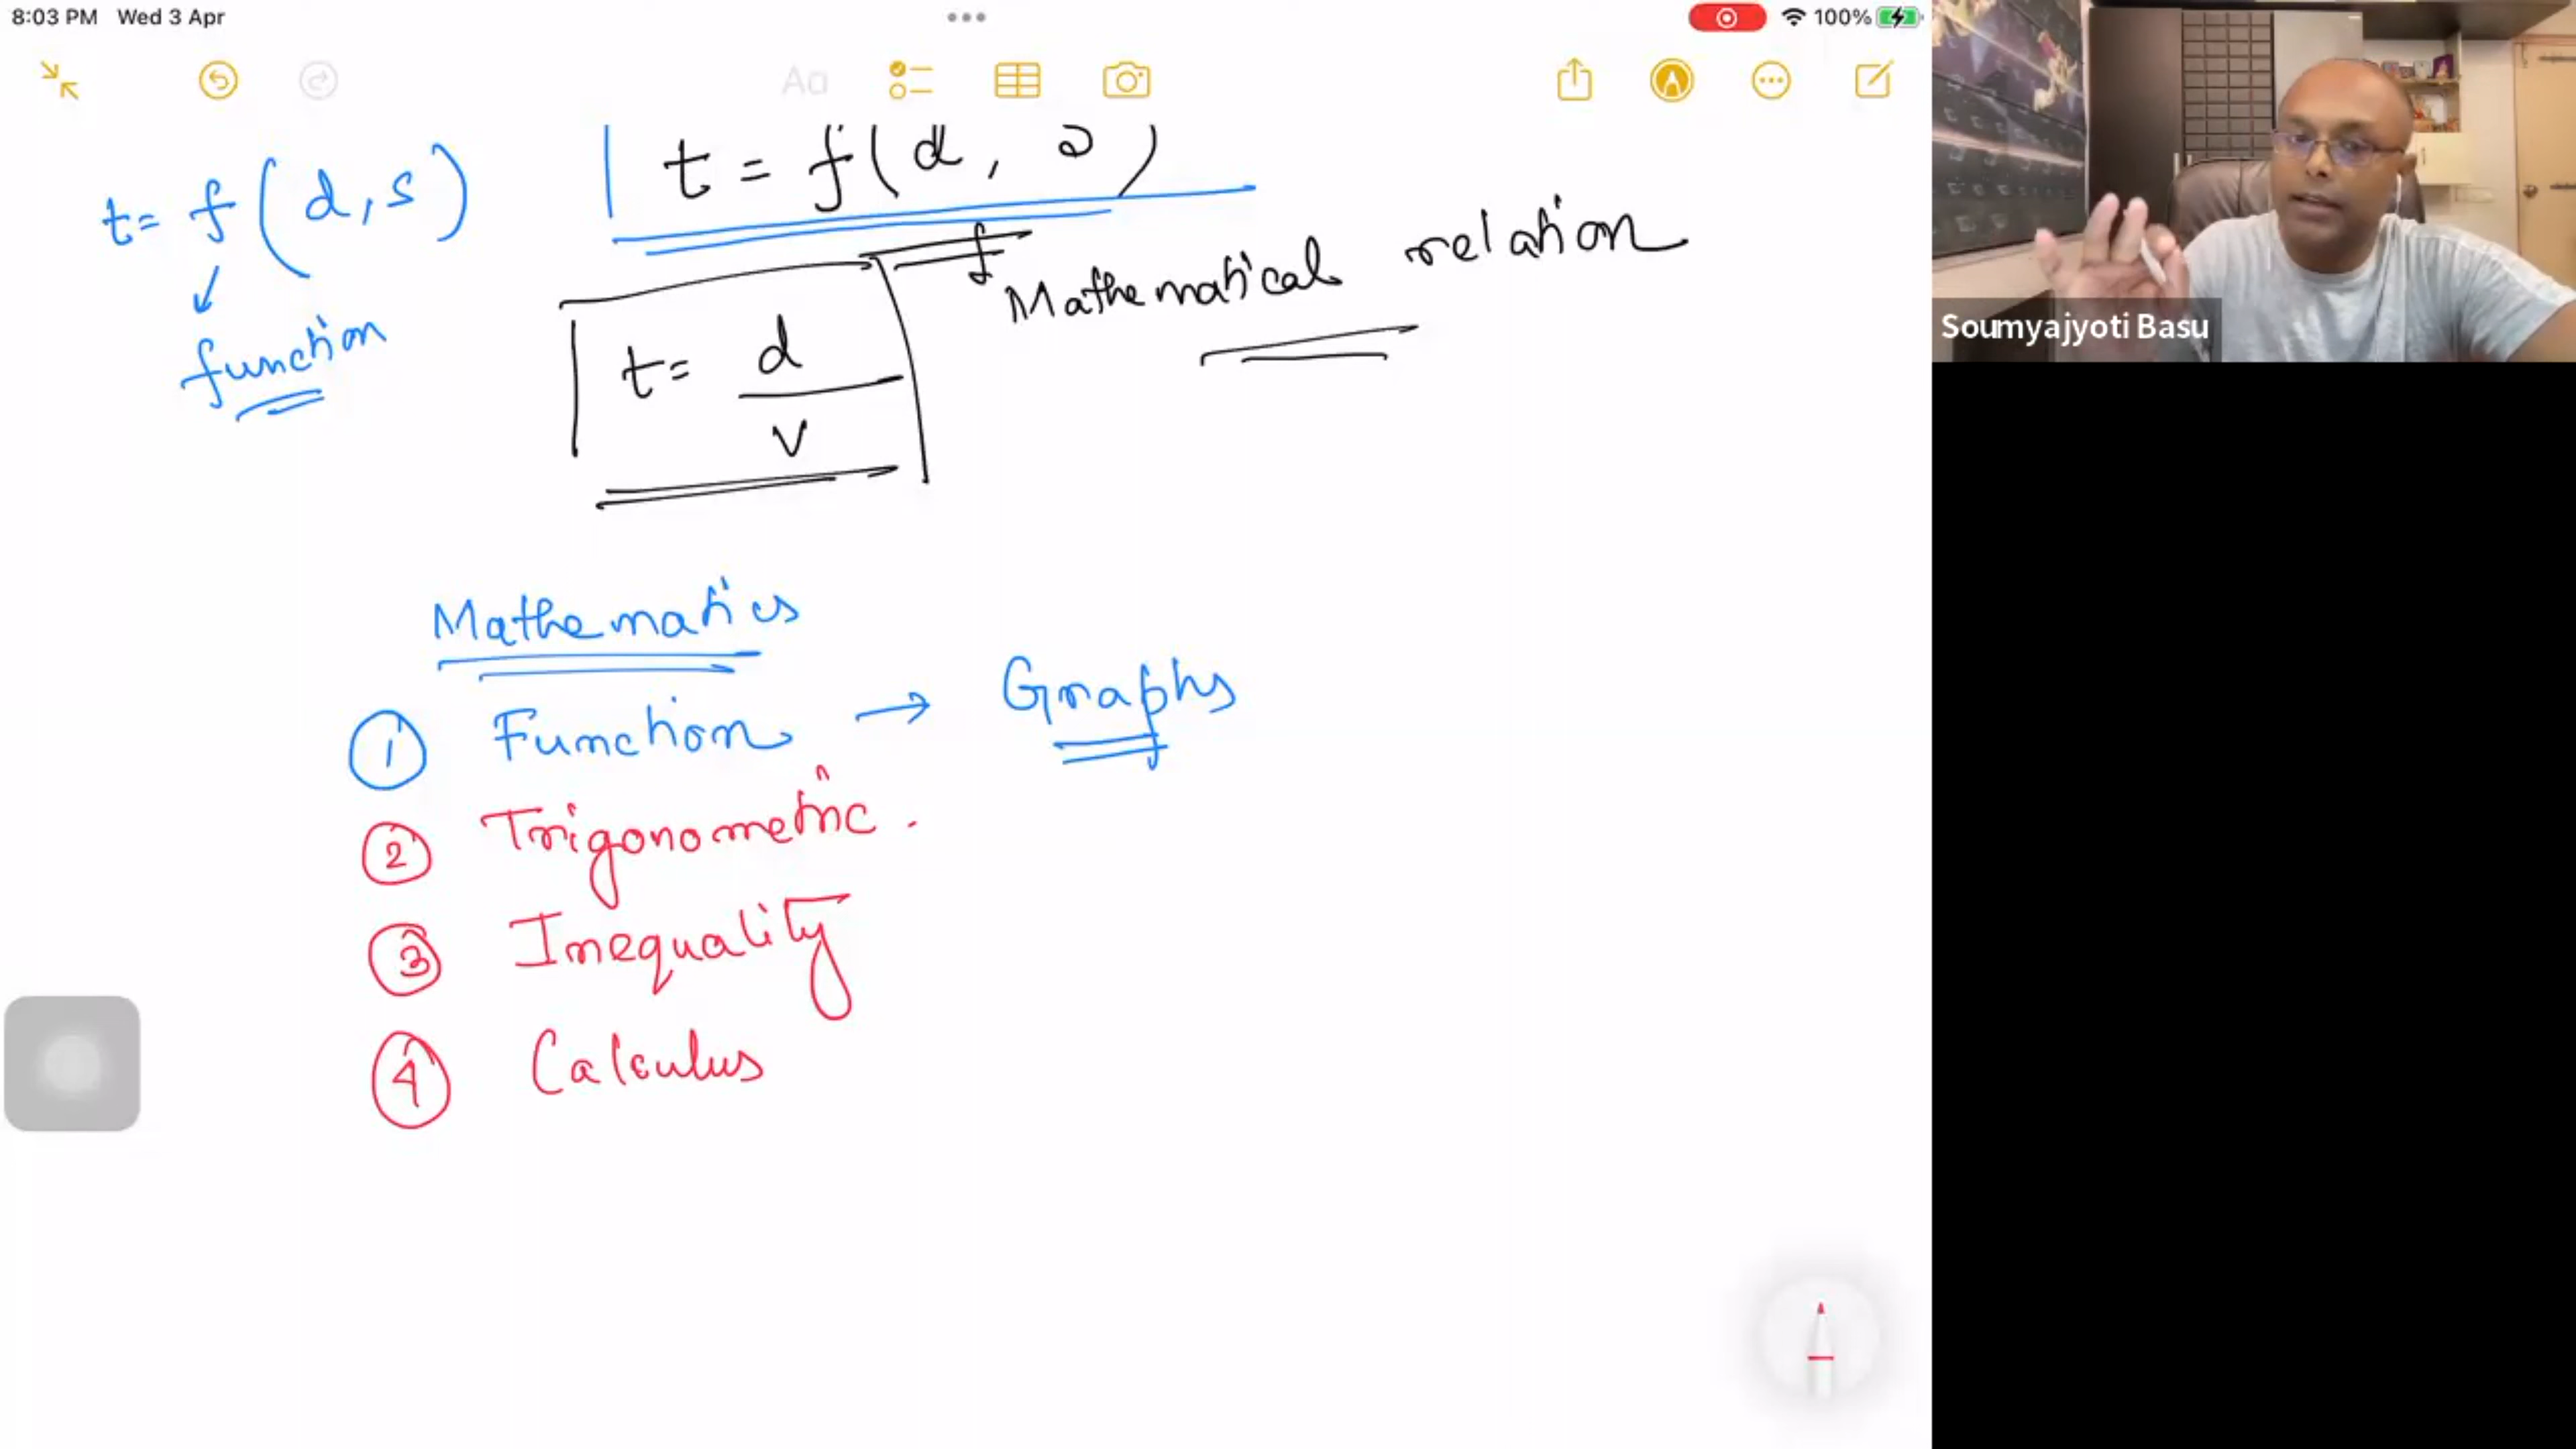 8:03 PM Wed 3 Apr
100%
Aa
t = f(d, s)
t = f(d, s)
function
f
Mathematical relation
t = d/v
Soumyajyoti Basu
Mathematics
① Function → Graphs
② Trigonometric .
③ Inequality
④ Calculus